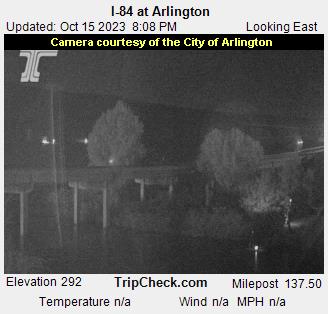 I-84 at Arlington
Updated: Oct 15 2023 8:08 PM Looking East
Camera courtesy of the City of Arlington
Elevation 292 TripCheck.com Milepost 137.50
Temperature n/a Wind n/a MPH n/a